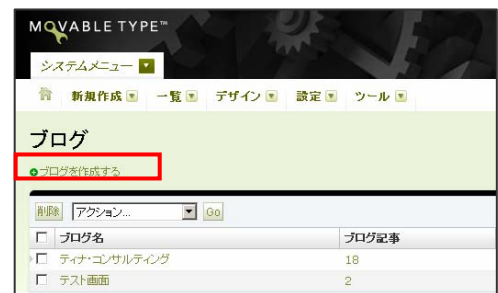 MOVABLE TYPE™
システムメニュー
新規作成 一覧 デザイン 設定 ツール
ブログ
ブログを作成する
削除 アクション... Go
ブログ名 ブログ記事
ティナ・コンサルティング 18
テスト画面 2